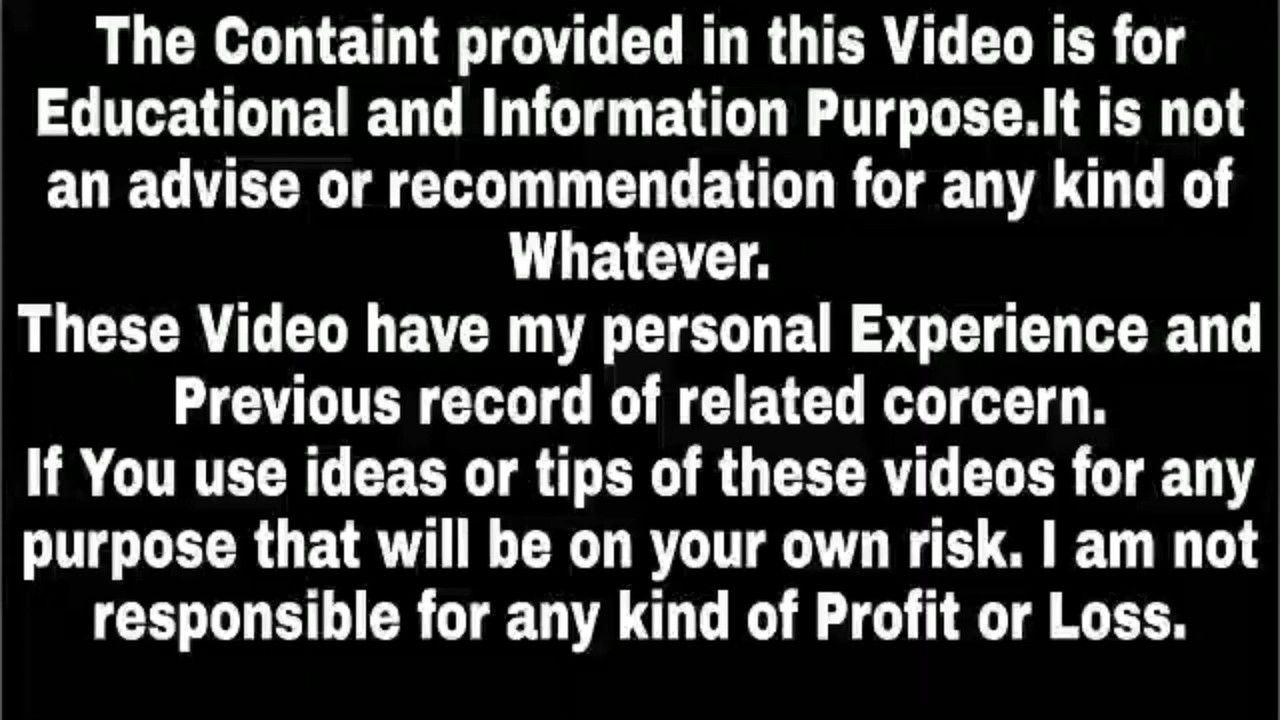 The Containt provided in this Video is for
Educational and Information Purpose.It is not
an advise or recommendation for any kind of
Whatever.
These Video have my personal Experience and
Previous record of related corcern.
If You use ideas or tips of these videos for any
purpose that will be on your own risk. I am not
responsible for any kind of Profit or Loss.